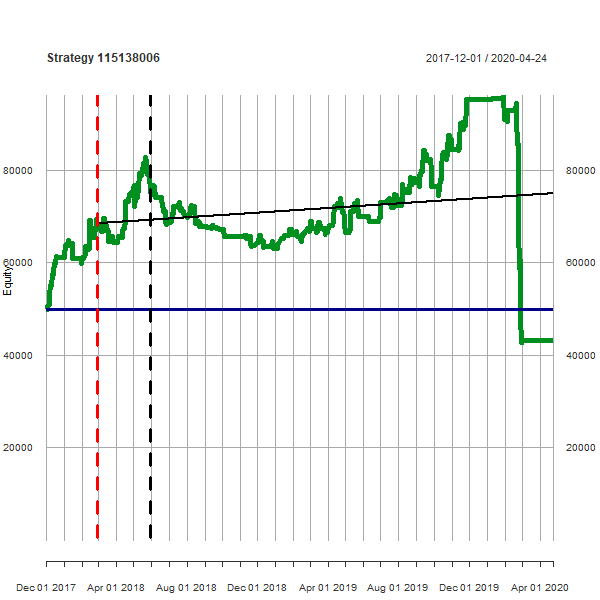 Strategy 115138006
2017-12-01 / 2020-04-24
80000 80000
60000 60000
Equity
40000 40000
20000 20000
Dec 01 2017 Apr 01 2018 Aug 01 2018 Dec 01 2018 Apr 01 2019 Aug 01 2019 Dec 01 2019 Apr 01 2020